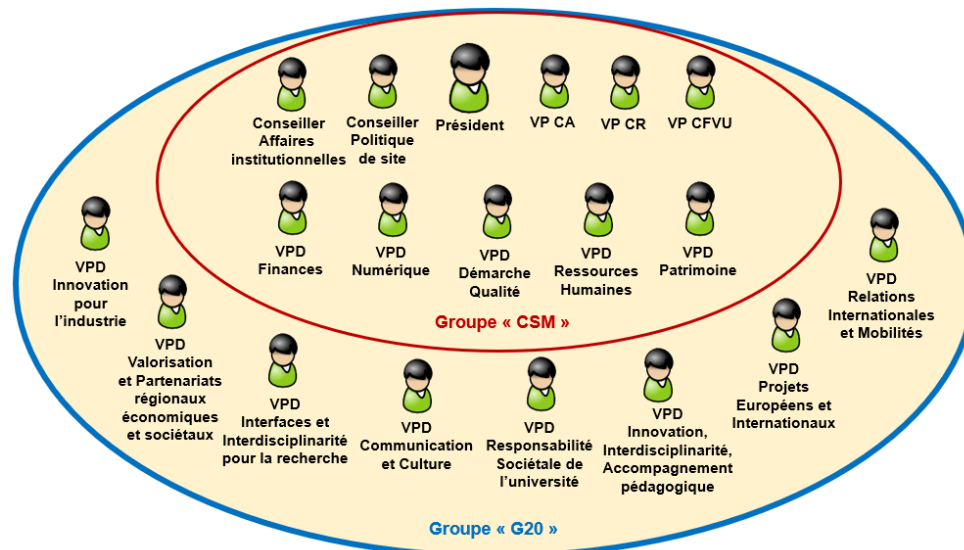 Conseiller
Affaires
institutionnelles
Conseiller
Politique
de site
Président
VP CA
VP CR
VP CFVU
VPD
Finances
VPD
Numérique
VPD
Démarche
Qualité
VPD
Ressources
Humaines
VPD
Patrimoine
Groupe « CSM »
VPD
Innovation
pour
l’industrie
VPD
Valorisation
et Partenariats
régionaux
économiques
et sociétaux
VPD
Interfaces et
Interdisciplinarité
pour la recherche
VPD
Communication
et Culture
VPD
Responsabilité
Sociétale de
l’université
VPD
Innovation,
Interdisciplinarité,
Accompagnement
pédagogique
VPD
Projets
Européens et
Internationaux
VPD
Relations
Internationales
et Mobilités
Groupe « G20 »